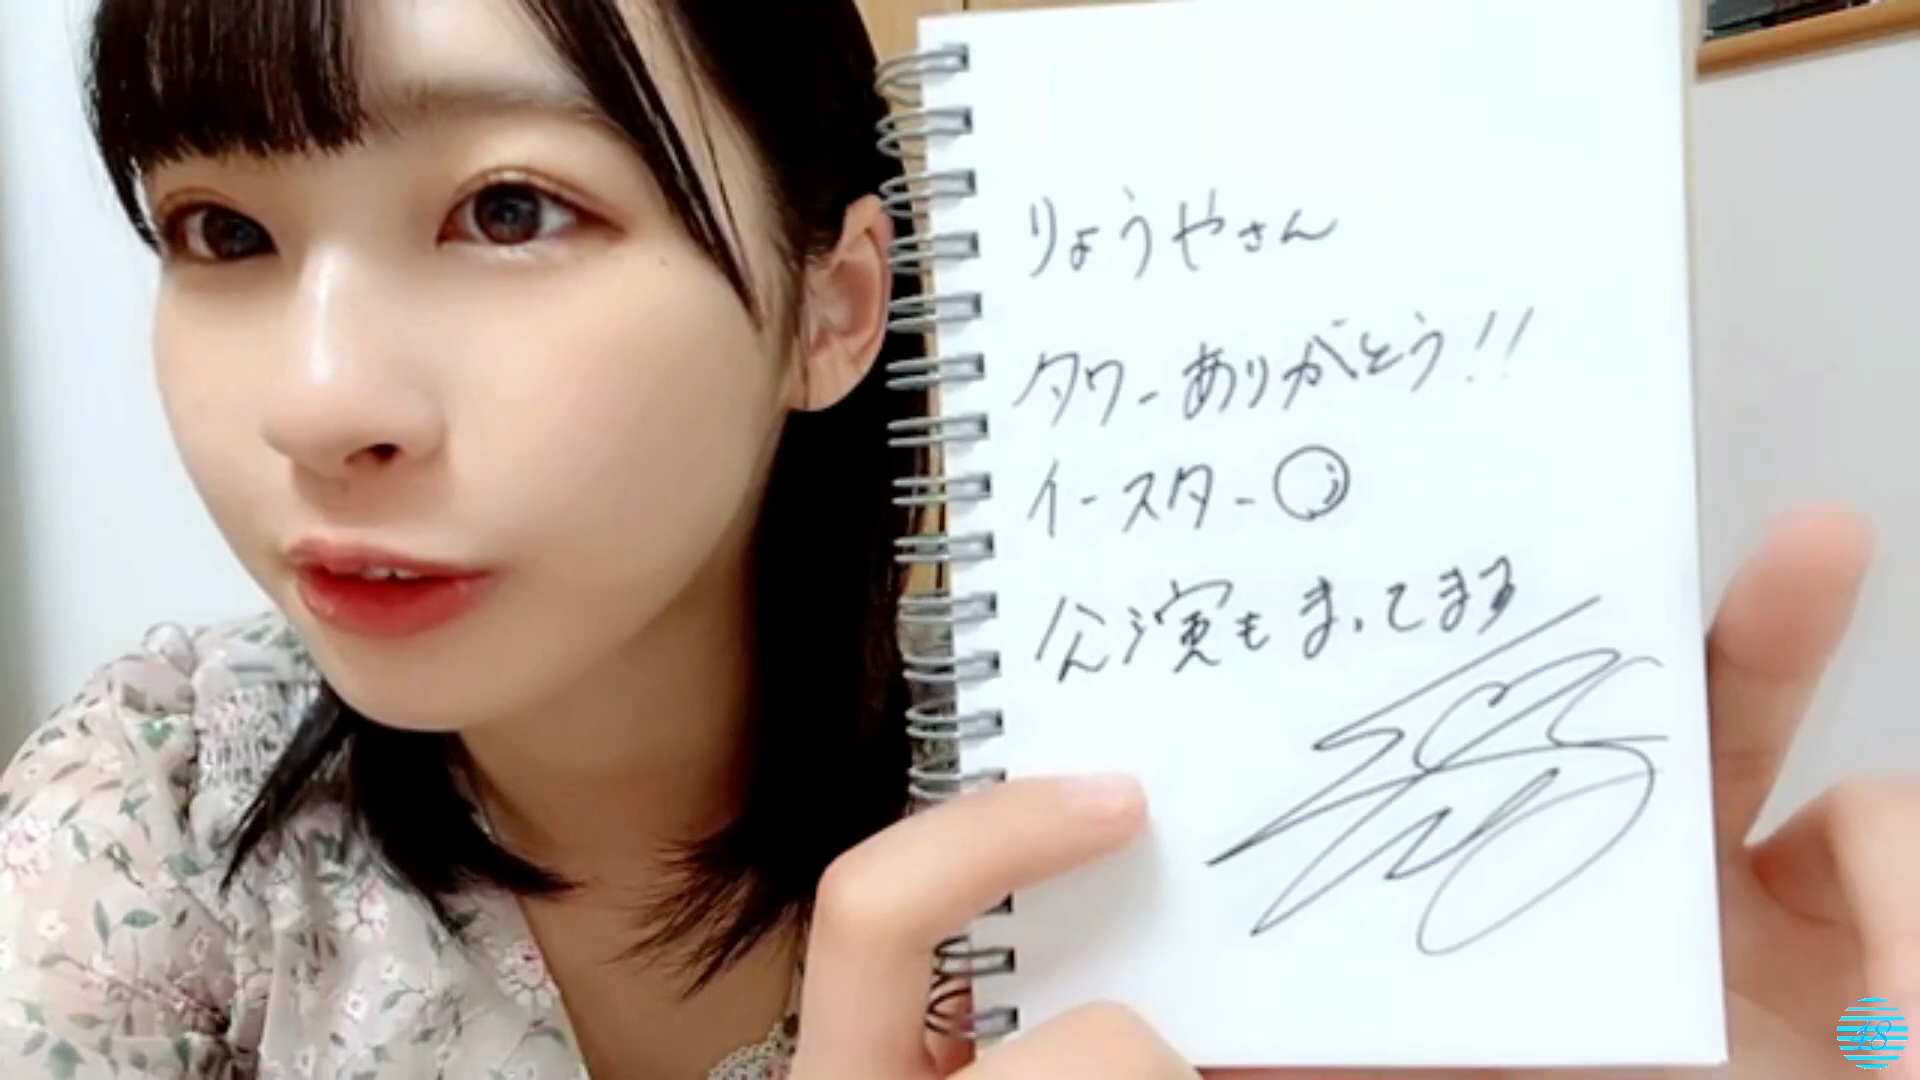 りょうやさん
タワーありがとう!!
イースター
公演もまってます
48